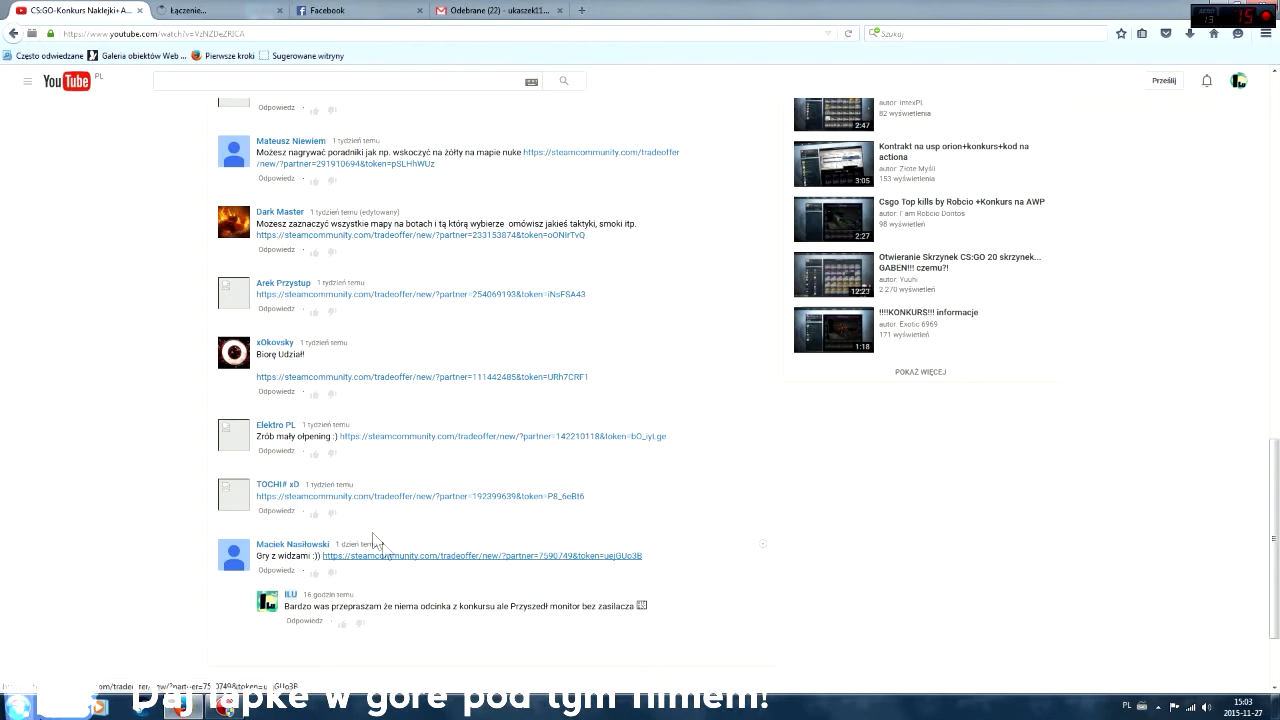 CS:GO- Konkurs Naklejki+A...
Łączenie...
Facebook
Odebrane (22) – ukaszek11...
13
15
https://www.youtube.com/watch?v=VzNZDeZRICA
Szukaj
Często odwiedzane
Galeria obiektów Web ...
Pierwsze kroki
Sugerowane witryny
YouTube PL
Prześlij
Odpowiedz
Mateusz Niewiem 1 tydzień temu
Możesz nagrywać poradniki jak np. wskoczyć na żółty na mapie nuke https://steamcommunity.com/tradeoffer
/new/?partner=291910694&token=pSLHhWUz
Odpowiedz
Dark Master 1 tydzień temu (edytowany)
Mozesz zaznaczyć wszystkie mapy na botach i tą którą wybierze omówisz jakieś taktyki, smoki itp.
https://steamcommunity.com/tradeoffer/new/?partner=233153874&token=oONIrTvQ
Odpowiedz
Arek Przystup 1 tydzień temu
https://steamcommunity.com/tradeoffer/new/?partner=254069193&token=iNsFSA43
Odpowiedz
xOkovsky 1 tydzień temu
Biorę Udział!
https://steamcommunity.com/tradeoffer/new/?partner=111442485&token=URh7CRF1
Odpowiedz
Elektro PL 1 tydzień temu
Zrób mały ołpening :) https://steamcommunity.com/tradeoffer/new/?partner=142210118&token=bO_iyLge
Odpowiedz
TOCHI# xD 1 tydzień temu
https://steamcommunity.com/tradeoffer/new/?partner=192399639&token=P8_6eBt6
Odpowiedz
Maciek Nasiłowski 1 dzień temu
Gry z widzami :)) https://steamcommunity.com/tradeoffer/new/?partner=7590749&token=uejGUo3B
Odpowiedz
ILU 16 godzin temu
Bardzo was przepraszam że niema odcinka z konkursu ale Przyszedł monitor bez zasilacza
Odpowiedz
autor: IntexPL
82 wyświetlenia
2:47
Kontrakt na usp orion+konkurs+kod na
actiona
autor: Złote Myśli
153 wyświetlenia
3:05
Csgo Top kills by Robcio +Konkurs na AWP
autor: I'am Robcio Doritos
98 wyświetleń
2:27
Otwieranie Skrzynek CS:GO 20 skrzynek...
GABEN!!! czemu?!
autor: Yuuhi
2 270 wyświetleń
12:23
!!!!KONKURS!!! informacje
autor: Exotic 6969
171 wyświetleń
1:18
POKAŻ WIĘCEJ
Daj łapkę w górę pod tym filmem!
PL
15:03
2015-11-27